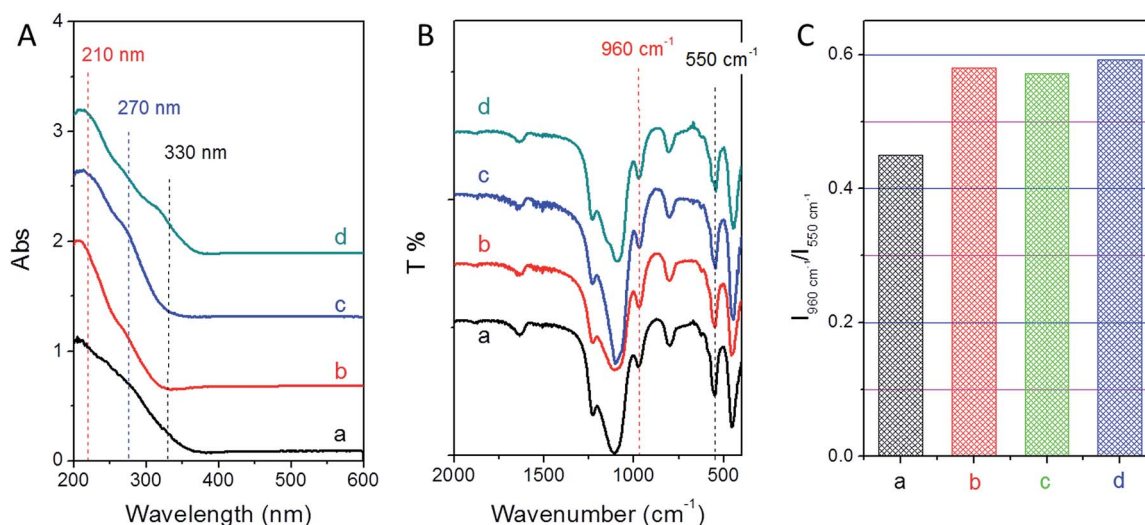 A
Abs
4
3
2
1
0
210 nm
270 nm
330 nm
d
c
b
a
200 300 400 500 600
Wavelength (nm)
B
T %
960 cm⁻¹
550 cm⁻¹
d
c
b
a
2000 1500 1000 500
Wavenumber (cm⁻¹)
C
I960 cm⁻¹/I550 cm⁻¹
0.6
0.4
0.2
0.0
a b c d